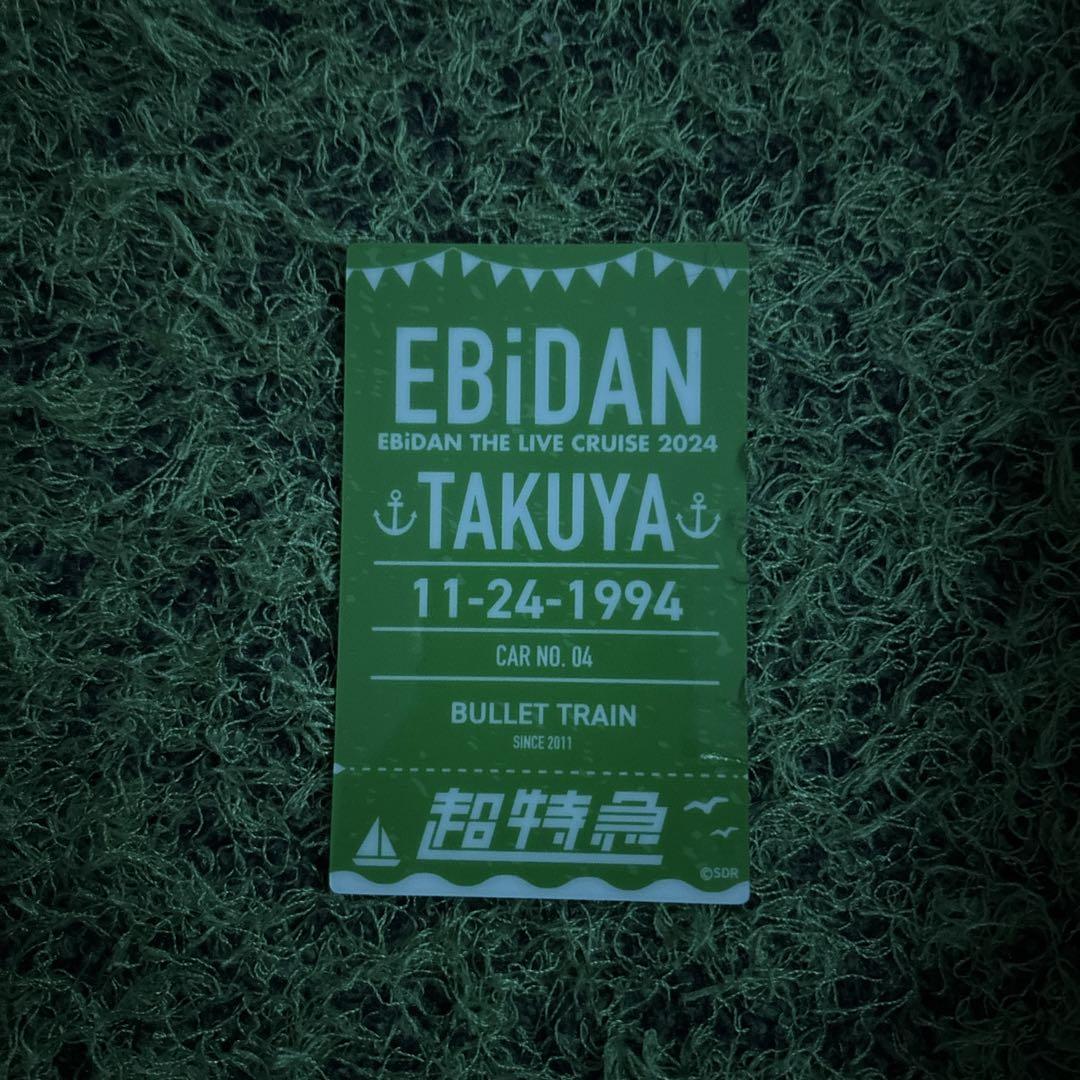 EBiDAN
EBiDAN THE LIVE CRUISE 2024
TAKUYA
11-24-1994
CAR NO. 04
BULLET TRAIN
SINCE 2011
超特急
©SDR